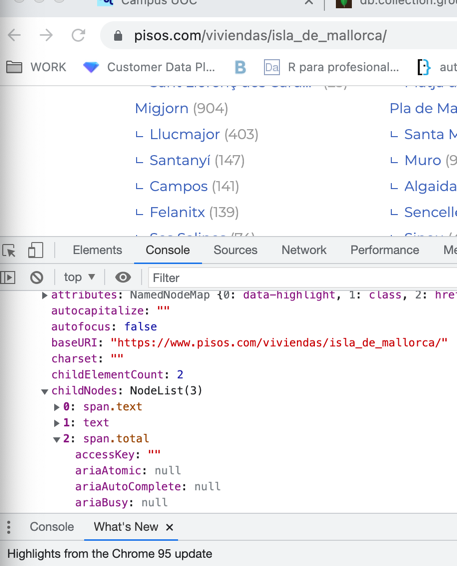 Campus UOC
db.collection.grou
pisos.com/viviendas/isla_de_mallorca/
WORK
Customer Data Pl...
R para profesional...
aut
Migjorn (904)
Pla de Ma
Llucmajor (403)
Santa M
Santanyí (147)
Muro (9
Campos (141)
Algaida
Felanitx (139)
Sencelle
Elements
Console
Sources
Network
Performance
Me
top
Filter
attributes: NamedNodeMap {0: data-highlight, 1: class, 2: href
autocapitalize: ""
autofocus: false
baseURI: "https://www.pisos.com/viviendas/isla_de_mallorca/"
charset: ""
childElementCount: 2
childNodes: NodeList(3)
0: span.text
1: text
2: span.total
accessKey: ""
ariaAtomic: null
ariaAutoComplete: null
ariaBusy: null
Console
What's New
Highlights from the Chrome 95 update